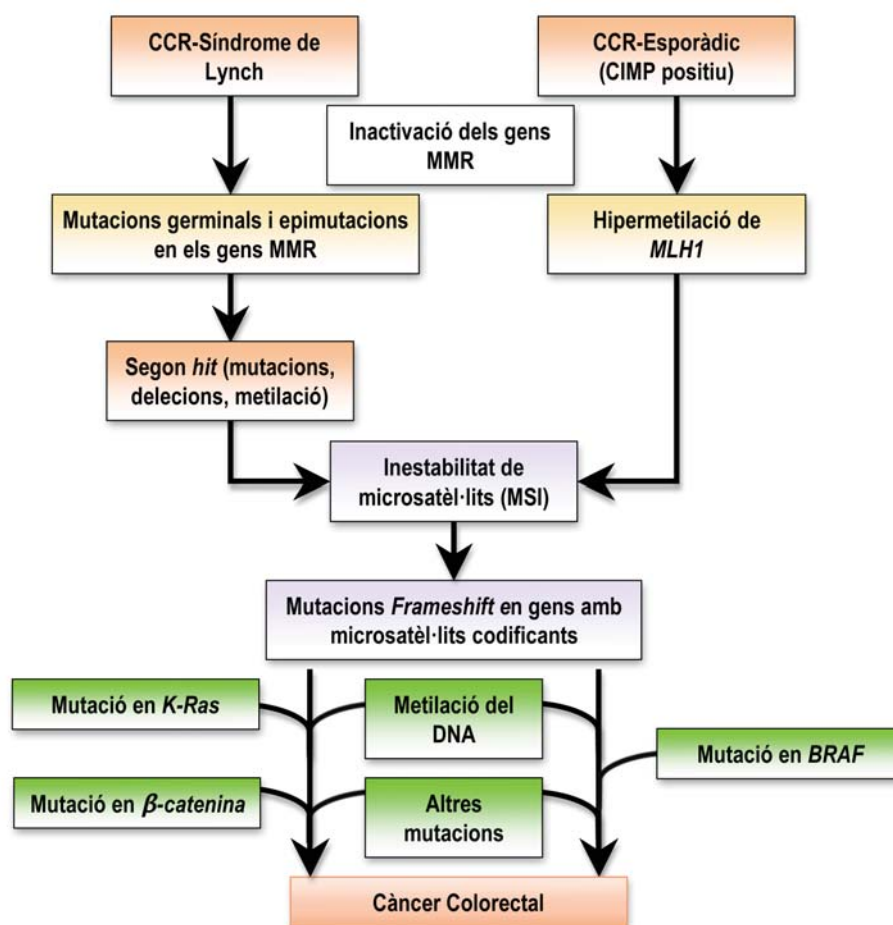 CCR-Síndrome de
Lynch
CCR-Esporàdic
(CIMP positiu)
Inactivació dels gens
MMR
Mutacions germinals i epimutacions
en els gens MMR
Hipermetilació de
MLH1
Segon hit (mutacions,
delecions, metilació)
Inestabilitat de
microsatèl·lits (MSI)
Mutacions Frameshift en gens amb
microsatèl·lits codificants
Mutació en K-Ras
Metilació del
DNA
Mutació en BRAF
Mutació en β-catenina
Altres
mutacions
Càncer Colorectal